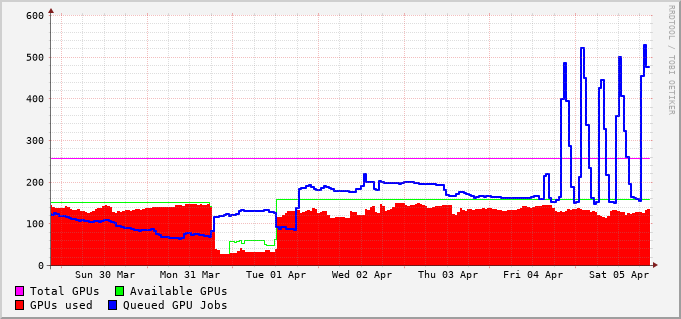 600
500
400
300
200
100
0
Sun 30 Mar Mon 31 Mar Tue 01 Apr Wed 02 Apr Thu 03 Apr Fri 04 Apr Sat 05 Apr
Total GPUs Available GPUs
GPUs used Queued GPU Jobs
RRDTOOL / TOBI OETIKER